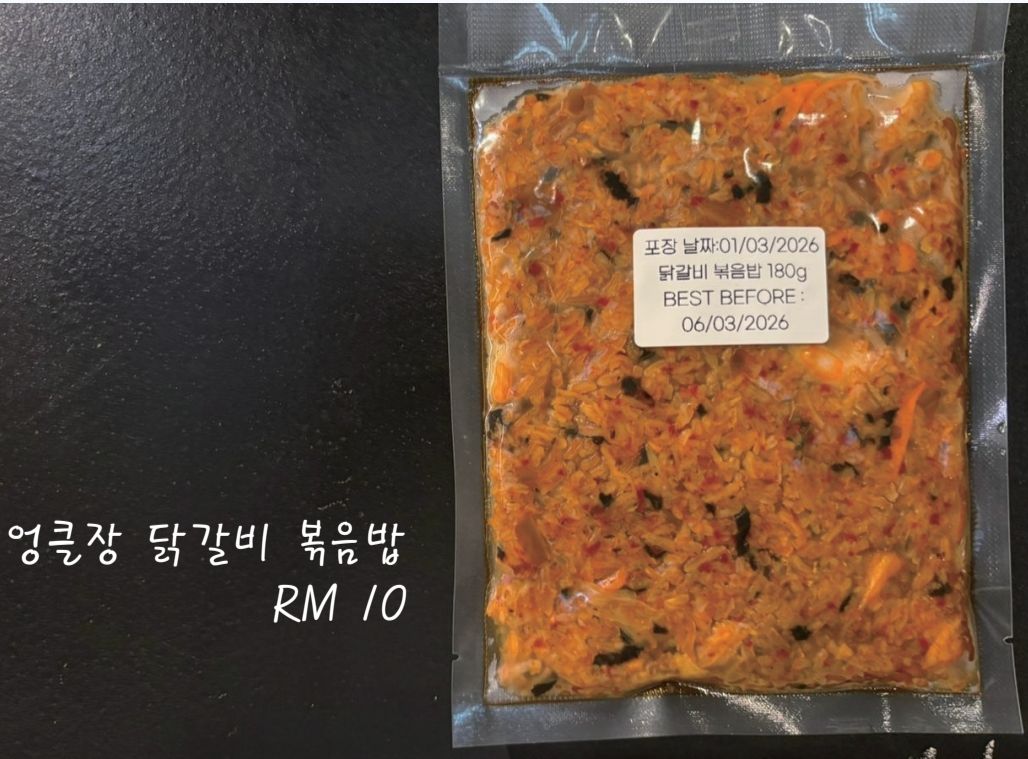 포장 날짜:01/03/2026
닭갈비 볶음밥 180g
BEST BEFORE :
06/03/2026
엉클장 닭갈비 볶음밥
RM 10